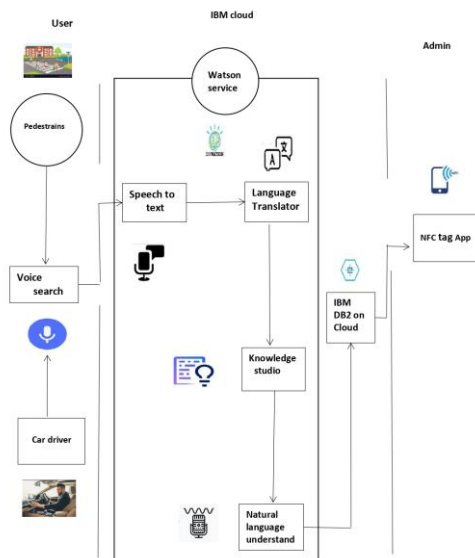 User
IBM cloud
Admin
Watson
service
Pedestrains
Speech to
text
Language
Translator
NFC tag App
Voice
search
IBM
DB2 on
Cloud
Knowledge
studio
Car driver
Natural
language
understand